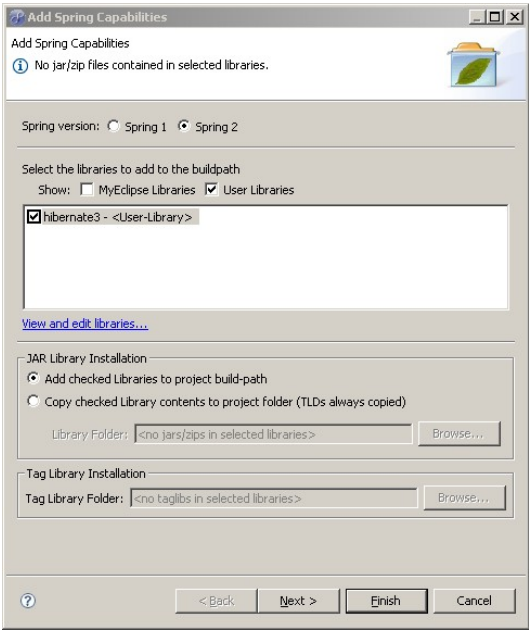 Add Spring Capabilities
Add Spring Capabilities
No jar/zip files contained in selected libraries.
Spring version: Spring 1 Spring 2
Select the libraries to add to the buildpath
Show: MyEclipse Libraries User Libraries
hibernate3 - <User-Library>
View and edit libraries...
JAR Library Installation
Add checked Libraries to project build-path
Copy checked Library contents to project folder (TLDs always copied)
Library Folder: <no jars/zips in selected libraries> Browse...
Tag Library Installation
Tag Library Folder: <no taglibs in selected libraries> Browse...
? < Back Next > Finish Cancel